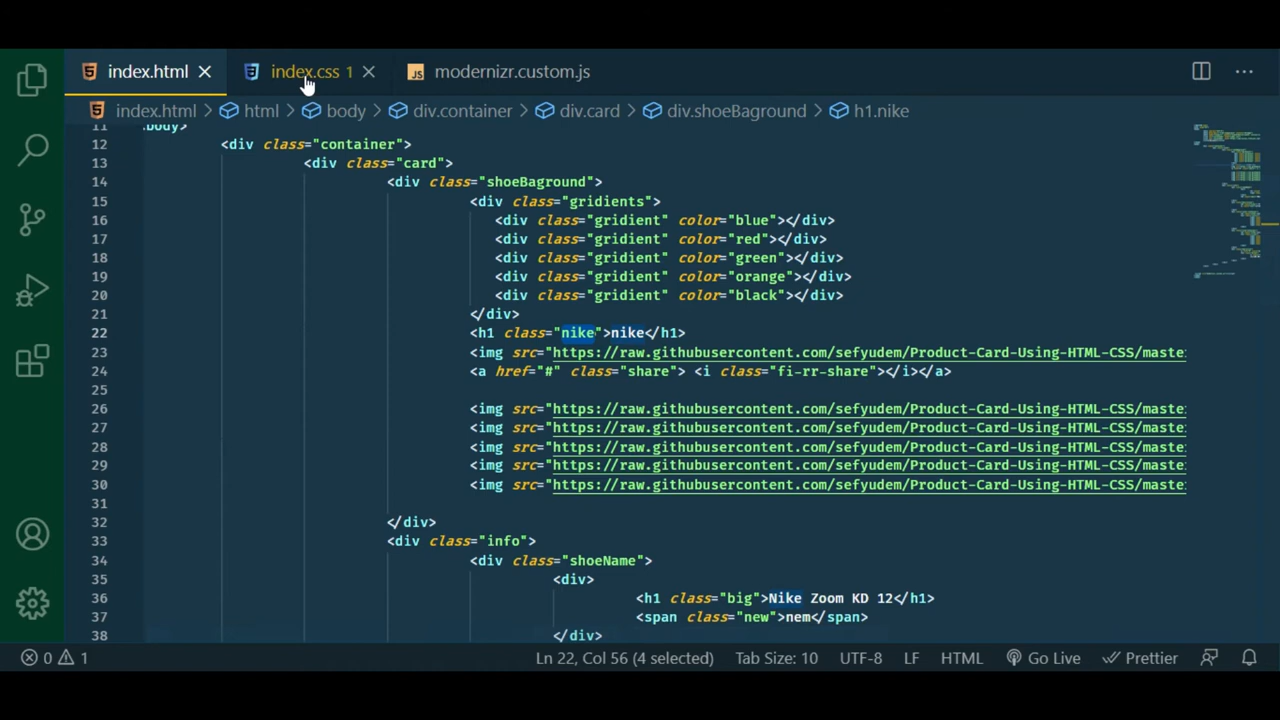 index.html
index.css 1
JS modernizr.custom.js
index.html > html > body > div.container > div.card > div.shoeBaground > h1.nike
11 body>
12 <div class="container">
13 <div class="card">
14 <div class="shoeBaground">
15 <div class="gridients">
16 <div class="gridient" color="blue"></div>
17 <div class="gridient" color="red"></div>
18 <div class="gridient" color="green"></div>
19 <div class="gridient" color="orange"></div>
20 <div class="gridient" color="black"></div>
21 </div>
22 <h1 class="nike">nike</h1>
23 <img src="https://raw.githubusercontent.com/sefyudem/Product-Card-Using-HTML-CSS/master
24 <a href="#" class="share"> <i class="fi-rr-share"></i></a>
25
26 <img src="https://raw.githubusercontent.com/sefyudem/Product-Card-Using-HTML-CSS/master
27 <img src="https://raw.githubusercontent.com/sefyudem/Product-Card-Using-HTML-CSS/master
28 <img src="https://raw.githubusercontent.com/sefyudem/Product-Card-Using-HTML-CSS/master
29 <img src="https://raw.githubusercontent.com/sefyudem/Product-Card-Using-HTML-CSS/master
30 <img src="https://raw.githubusercontent.com/sefyudem/Product-Card-Using-HTML-CSS/master
31
32 </div>
33 <div class="info">
34 <div class="shoeName">
35 <div>
36 <h1 class="big">Nike Zoom KD 12</h1>
37 <span class="new">nem</span>
38 </div>
0 1 Ln 22, Col 56 (4 selected) Tab Size: 10 UTF-8 LF HTML Go Live Prettier